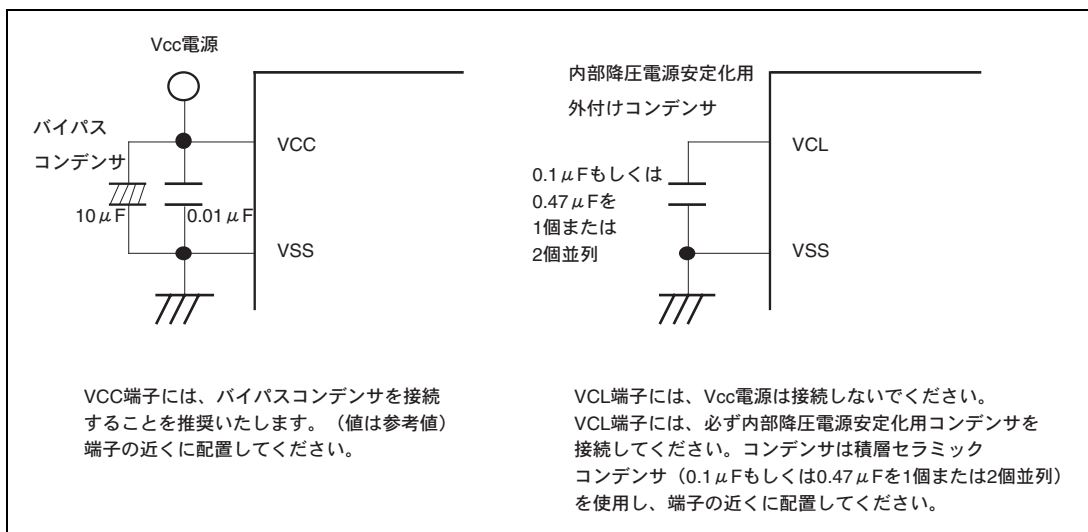 Vcc電源
バイパス
コンデンサ
VCC
10μF
0.01μF
VSS
VCC端子には、バイパスコンデンサを接続
することを推奨いたします。（値は参考値）
端子の近くに配置してください。
内部降圧電源安定化用
外付けコンデンサ
VCL
0.1μFもしくは
0.47μFを
1個または
2個並列
VSS
VCL端子には、Vcc電源は接続しないでください。
VCL端子には、必ず内部降圧電源安定化用コンデンサを
接続してください。コンデンサは積層セラミック
コンデンサ（0.1μFもしくは0.47μFを1個または2個並列）
を使用し、端子の近くに配置してください。